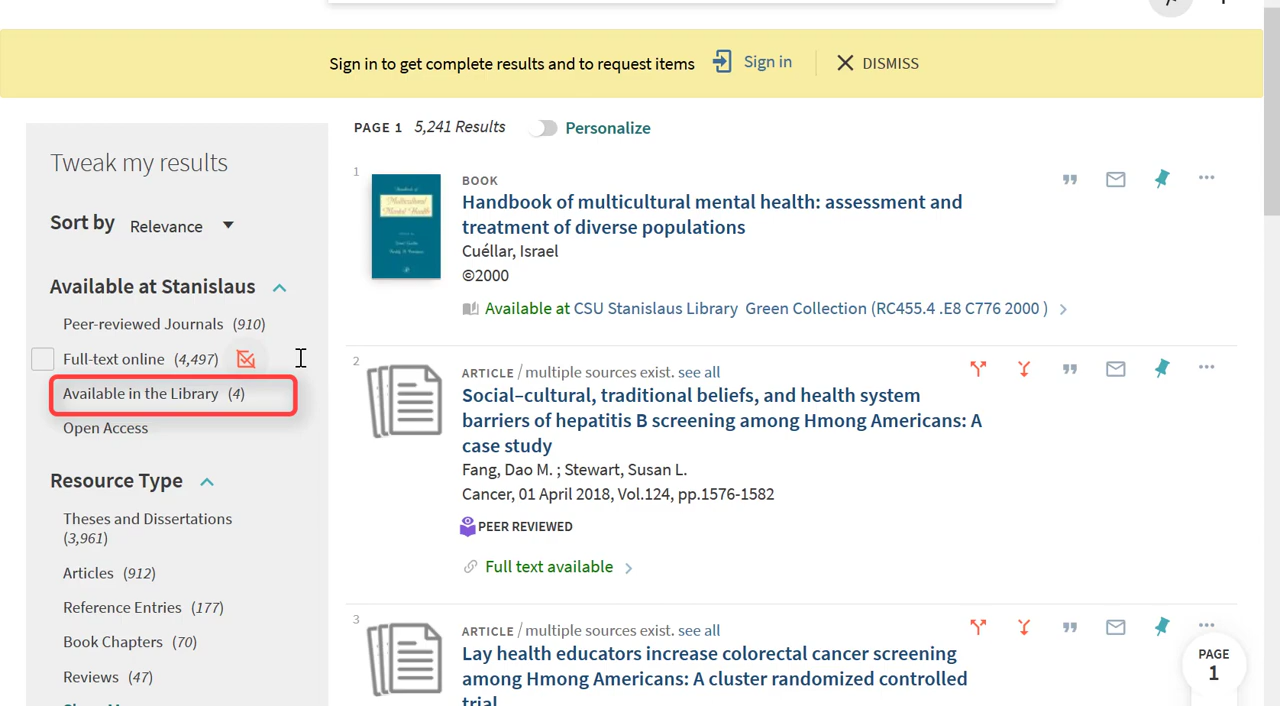 Sign in to get complete results and to request items Sign in DISMISS
Tweak my results
Sort by Relevance
Available at Stanislaus
Peer-reviewed Journals (910)
Full-text online (4,497)
Available in the Library (4)
Open Access
Resource Type
Theses and Dissertations
(3,961)
Articles (912)
Reference Entries (177)
Book Chapters (70)
Reviews (47)
PAGE 1 5,241 Results Personalize
1
BOOK
Handbook of multicultural mental health: assessment and
treatment of diverse populations
Cuéllar, Israel
©2000
Available at CSU Stanislaus Library Green Collection (RC455.4 .E8 C776 2000 )
2
ARTICLE / multiple sources exist. see all
Social–cultural, traditional beliefs, and health system
barriers of hepatitis B screening among Hmong Americans: A
case study
Fang, Dao M. ; Stewart, Susan L.
Cancer, 01 April 2018, Vol.124, pp.1576-1582
PEER REVIEWED
Full text available
3
ARTICLE / multiple sources exist. see all
Lay health educators increase colorectal cancer screening
among Hmong Americans: A cluster randomized controlled
trial
PAGE
1